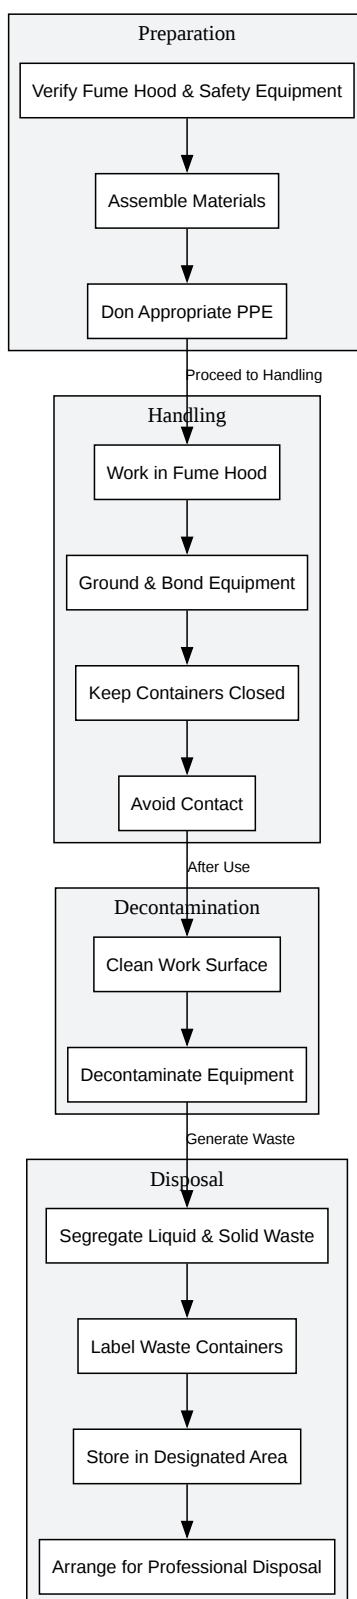 Preparation
Verify Fume Hood & Safety Equipment
Assemble Materials
Don Appropriate PPE
Proceed to Handling
Handling
Work in Fume Hood
Ground & Bond Equipment
Keep Containers Closed
Avoid Contact
After Use
Decontamination
Clean Work Surface
Decontaminate Equipment
Generate Waste
Disposal
Segregate Liquid & Solid Waste
Label Waste Containers
Store in Designated Area
Arrange for Professional Disposal